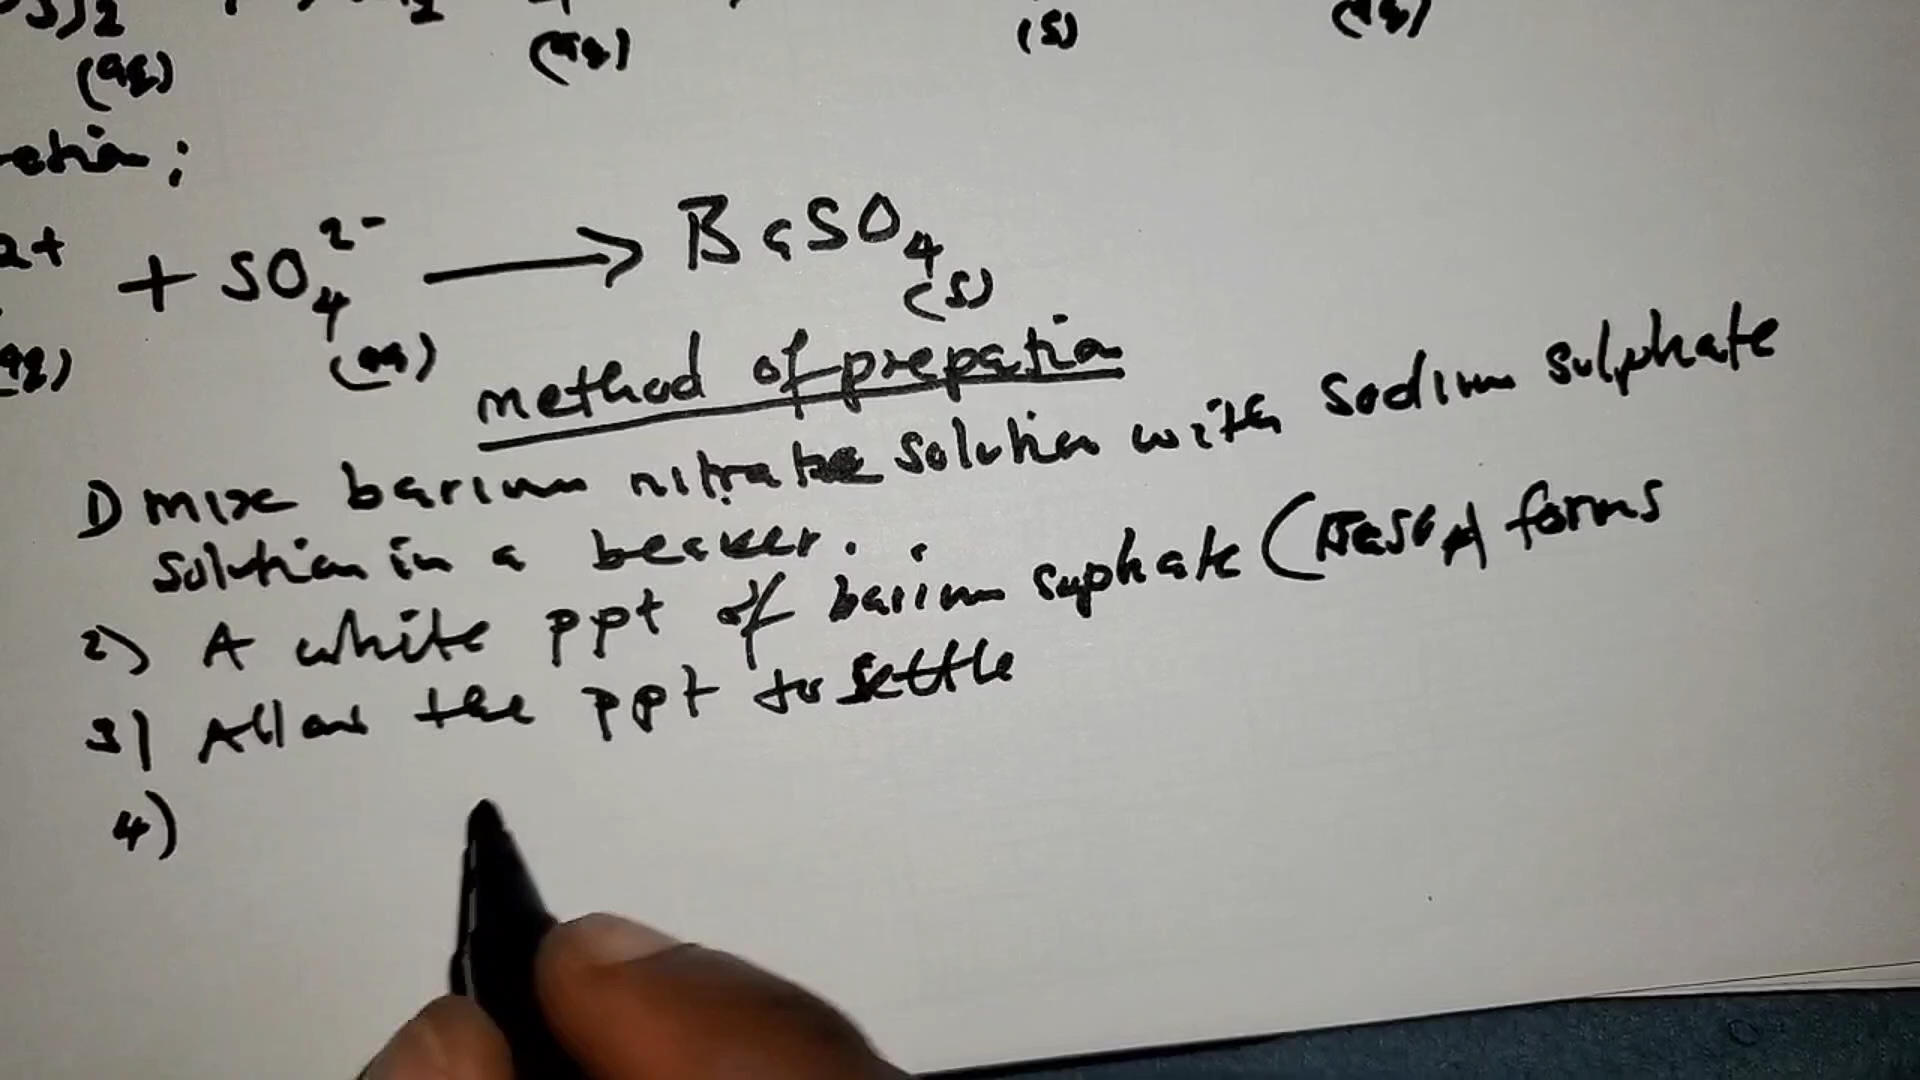 (aq) (aq) (s) (aq)
2+ + SO4 2- → BaSO4
(aq) (s)
method of prepation
1) mix barium nitrate solution with sodium sulphate
solution in a beaker.
2) A white ppt of barium suphate (BaSO4) forms
3) Allow the ppt to settle
4)